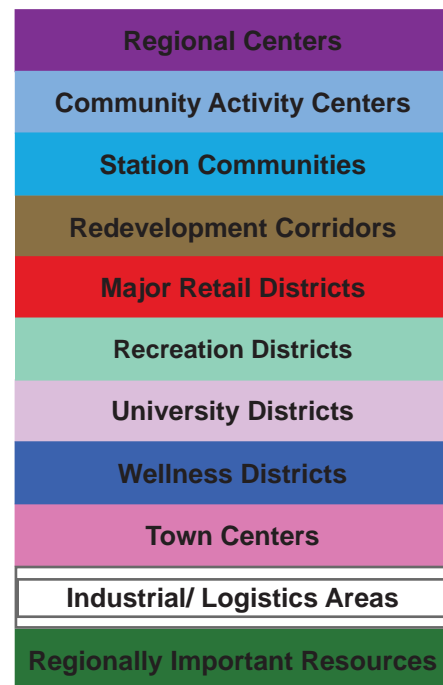 Regional Centers
Community Activity Centers
Station Communities
Redevelopment Corridors
Major Retail Districts
Recreation Districts
University Districts
Wellness Districts
Town Centers
Industrial/ Logistics Areas
Regionally Important Resources